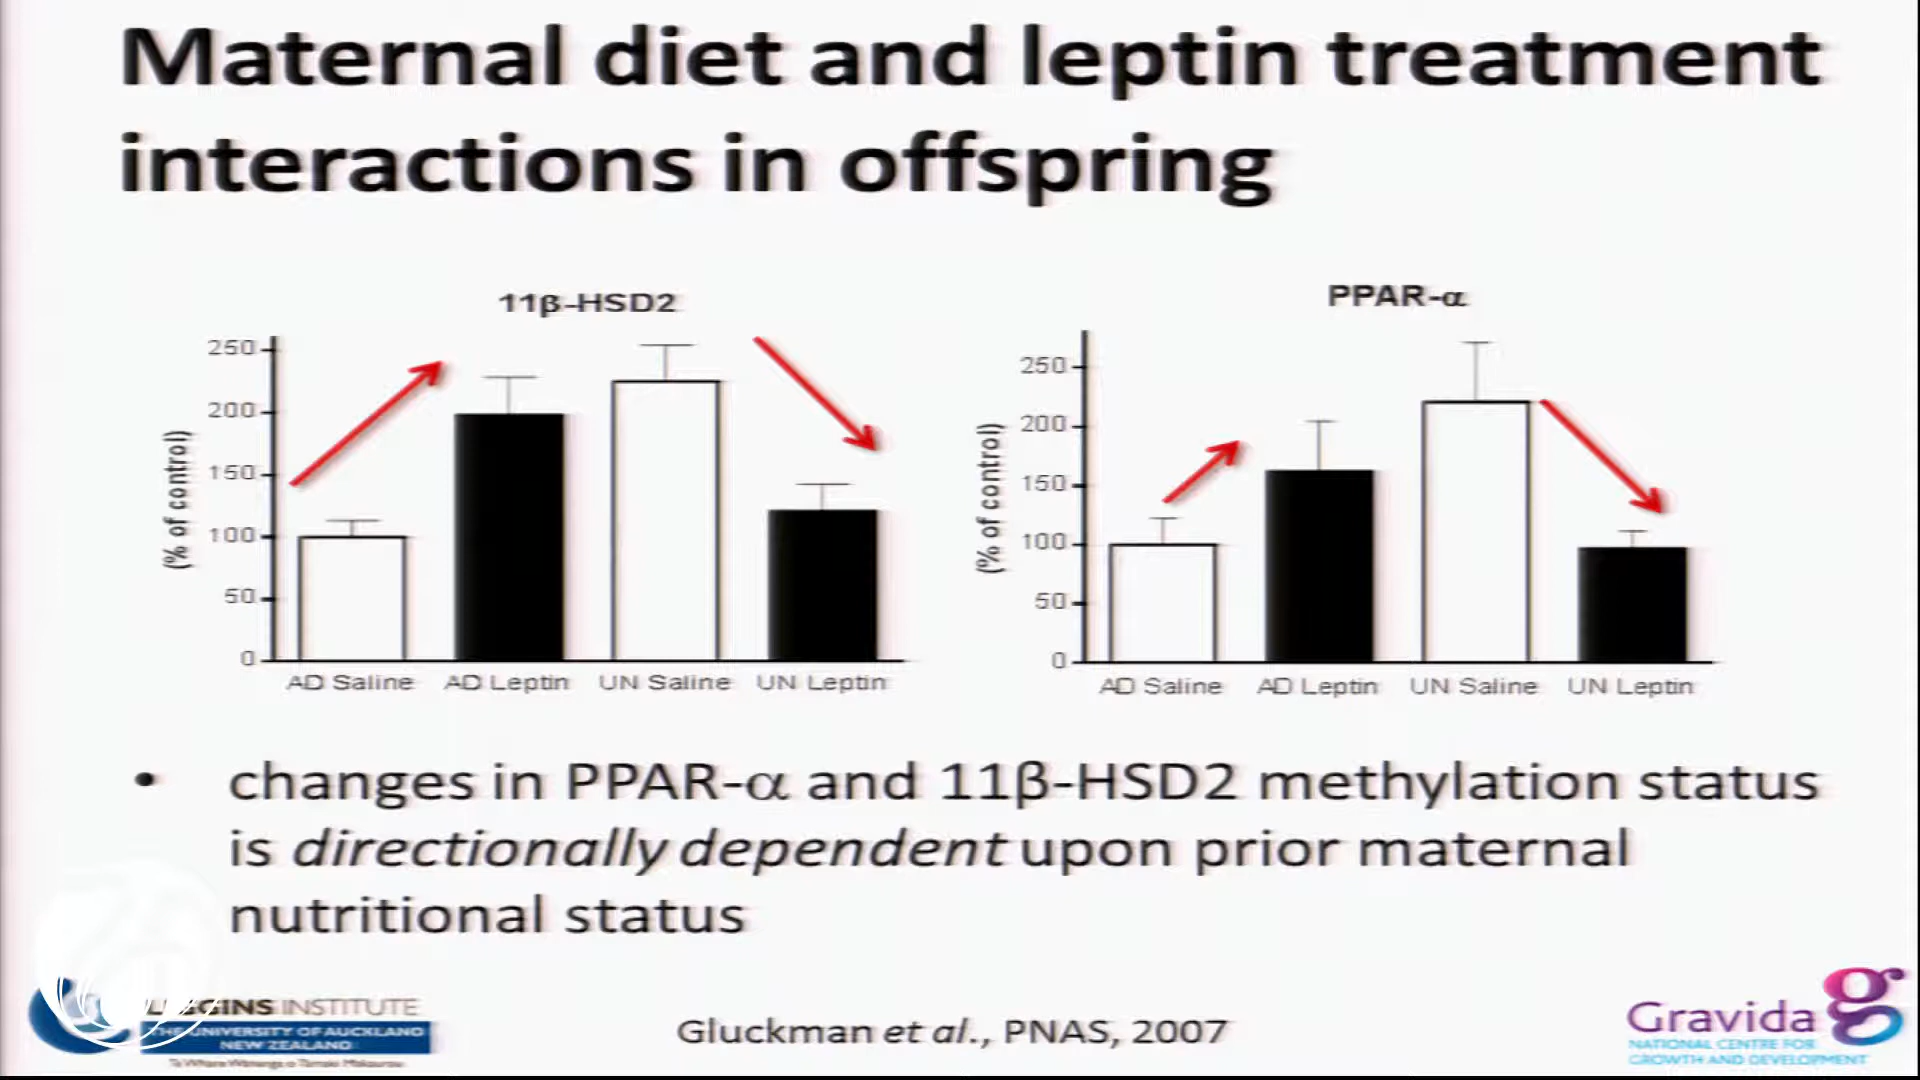 Maternal diet and leptin treatment
interactions in offspring
11β-HSD2
250
200
150
100
50
0
(% of control)
AD Saline AD Leptin UN Saline UN Leptin
PPAR-α
250
200
150
100
50
0
(% of control)
AD Saline AD Leptin UN Saline UN Leptin
• changes in PPAR-α and 11β-HSD2 methylation status
is directionally dependent upon prior maternal
nutritional status
INSTITUTE
THE UNIVERSITY OF AUCKLAND
NEW ZEALAND
Gluckman et al., PNAS, 2007
g
Gravida
NATIONAL CENTRE FOR
GROWTH AND DEVELOPMENT